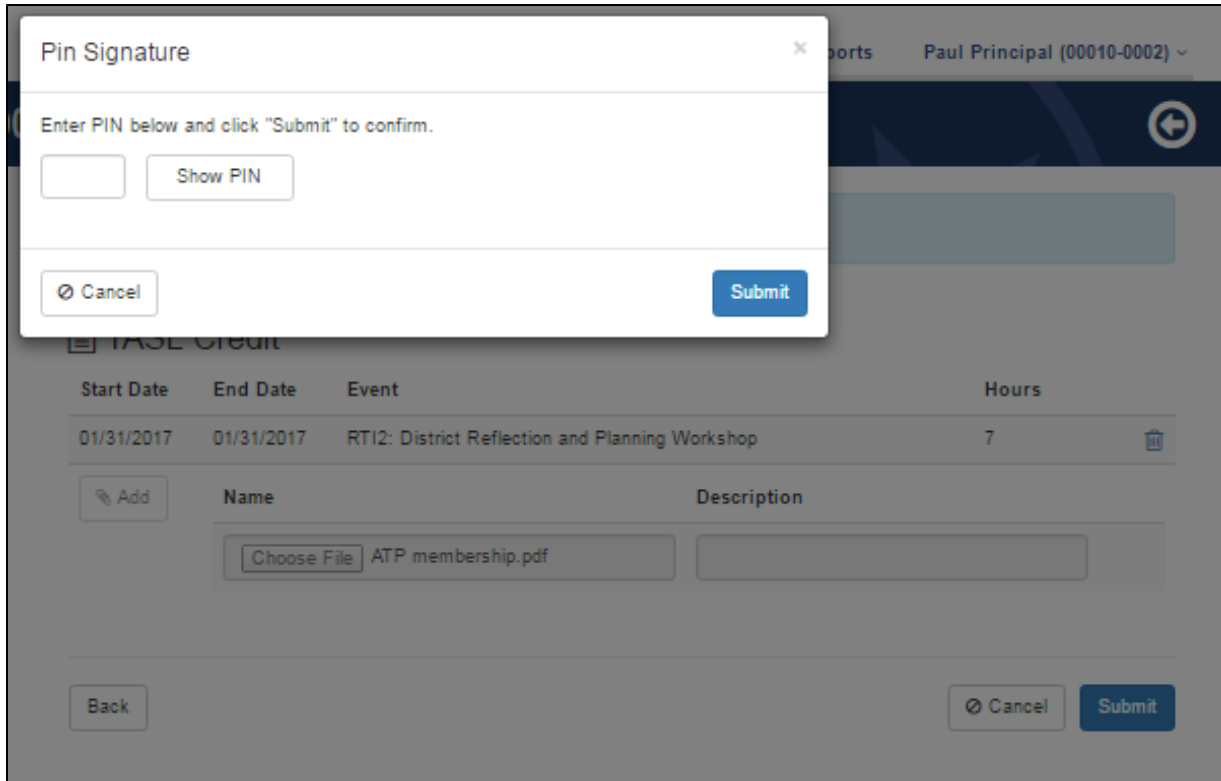 Pin Signature ×
Paul Principal (00010-0002)
Enter PIN below and click "Submit" to confirm.
Show PIN
Cancel Submit
Credit
Start Date End Date Event Hours
01/31/2017 01/31/2017 RTI2: District Reflection and Planning Workshop 7
Add Name Description
Choose File ATP membership.pdf
Back Cancel Submit